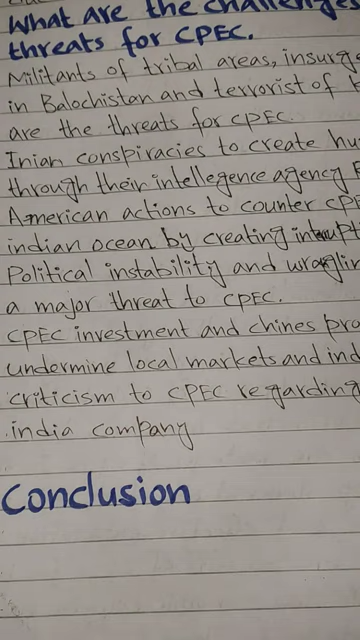 What are the challenges
threats for CPEC.
Militants of tribal areas, insurg
in Balochistan and terrorist of
are the threats for CPEC.
Inian conspiracies to create hu
through their intellegence agency
American actions to counter CPE
indian ocean by creating
Political instability and wranglin
a major threat to CPEC.
CPEC investment and chines pro
undermine local markets and ind
criticism to CPEC regarding
india company
Conclusion